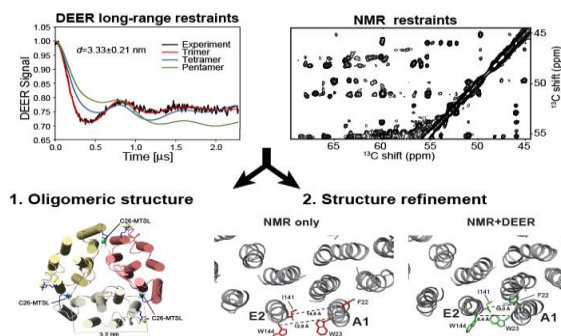 DEER long-range restraints
DEER Signal
1.05
1.00
0.95
0.90
0.85
0.80
0.75
0.70
0.65
d=3.33±0.21 nm
Experiment
Trimer
Tetramer
Pentamer
0.0 0.5 1.0 1.5 2.0
Time [μs]
NMR restraints
45
50
55
13C shift (ppm)
65 60 55 50 45
13C shift (ppm)
1. Oligomeric structure
C26-MTSL
C26-MTSL
C26-MTSL
3.2 nm
2. Structure refinement
NMR only
I141
F22
E2
A1
W144
W23
NMR+DEER
I141
F22
E2
A1
W144
W23